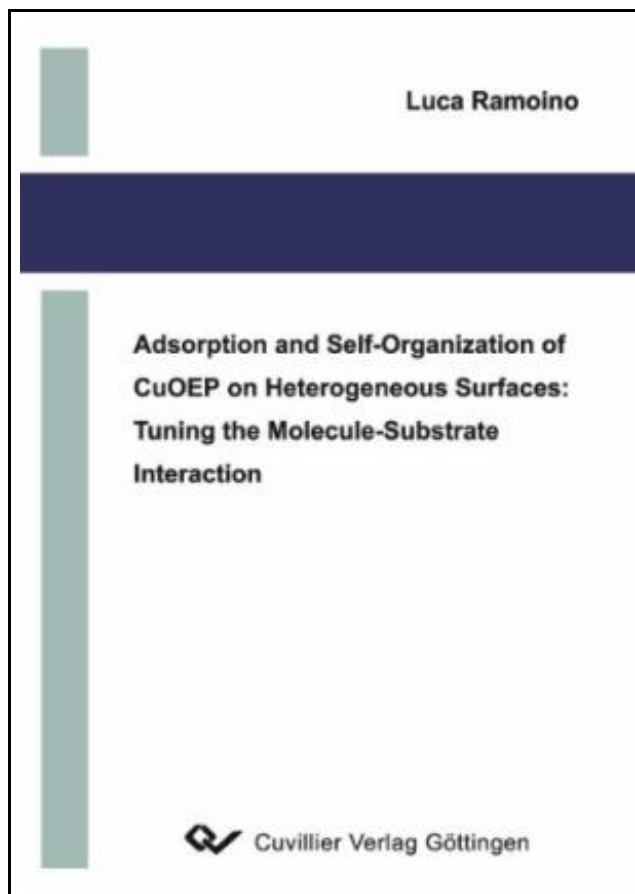 Luca Ramoino
Adsorption and Self-Organization of
CuOEP on Heterogeneous Surfaces:
Tuning the Molecule-Substrate
Interaction
Cuvillier Verlag Göttingen